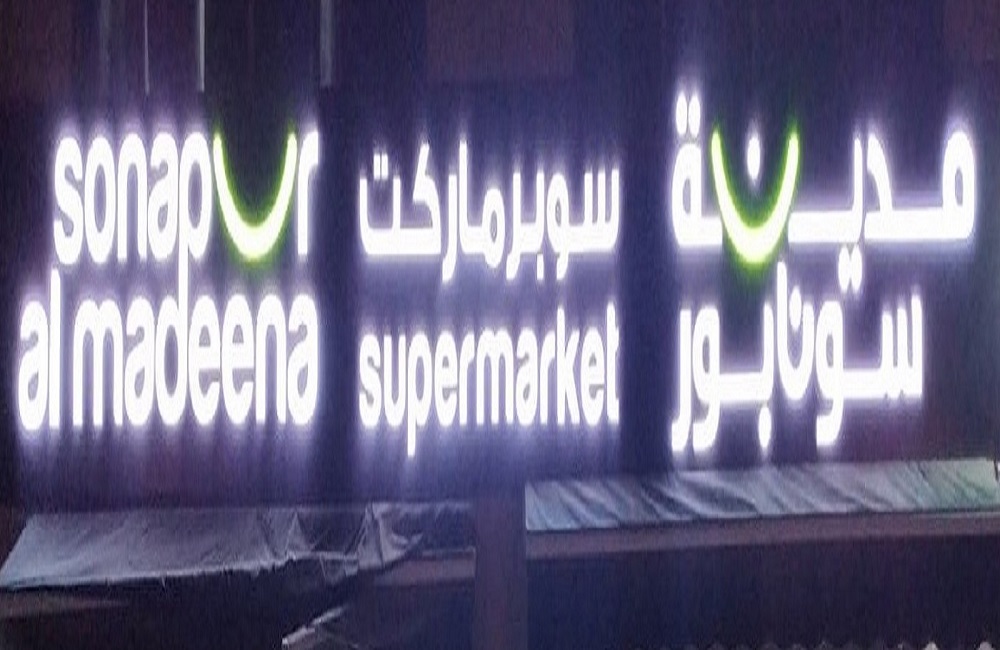 sonapur
al madeena
سوبرماركت
supermarket
مدينة
سونابور